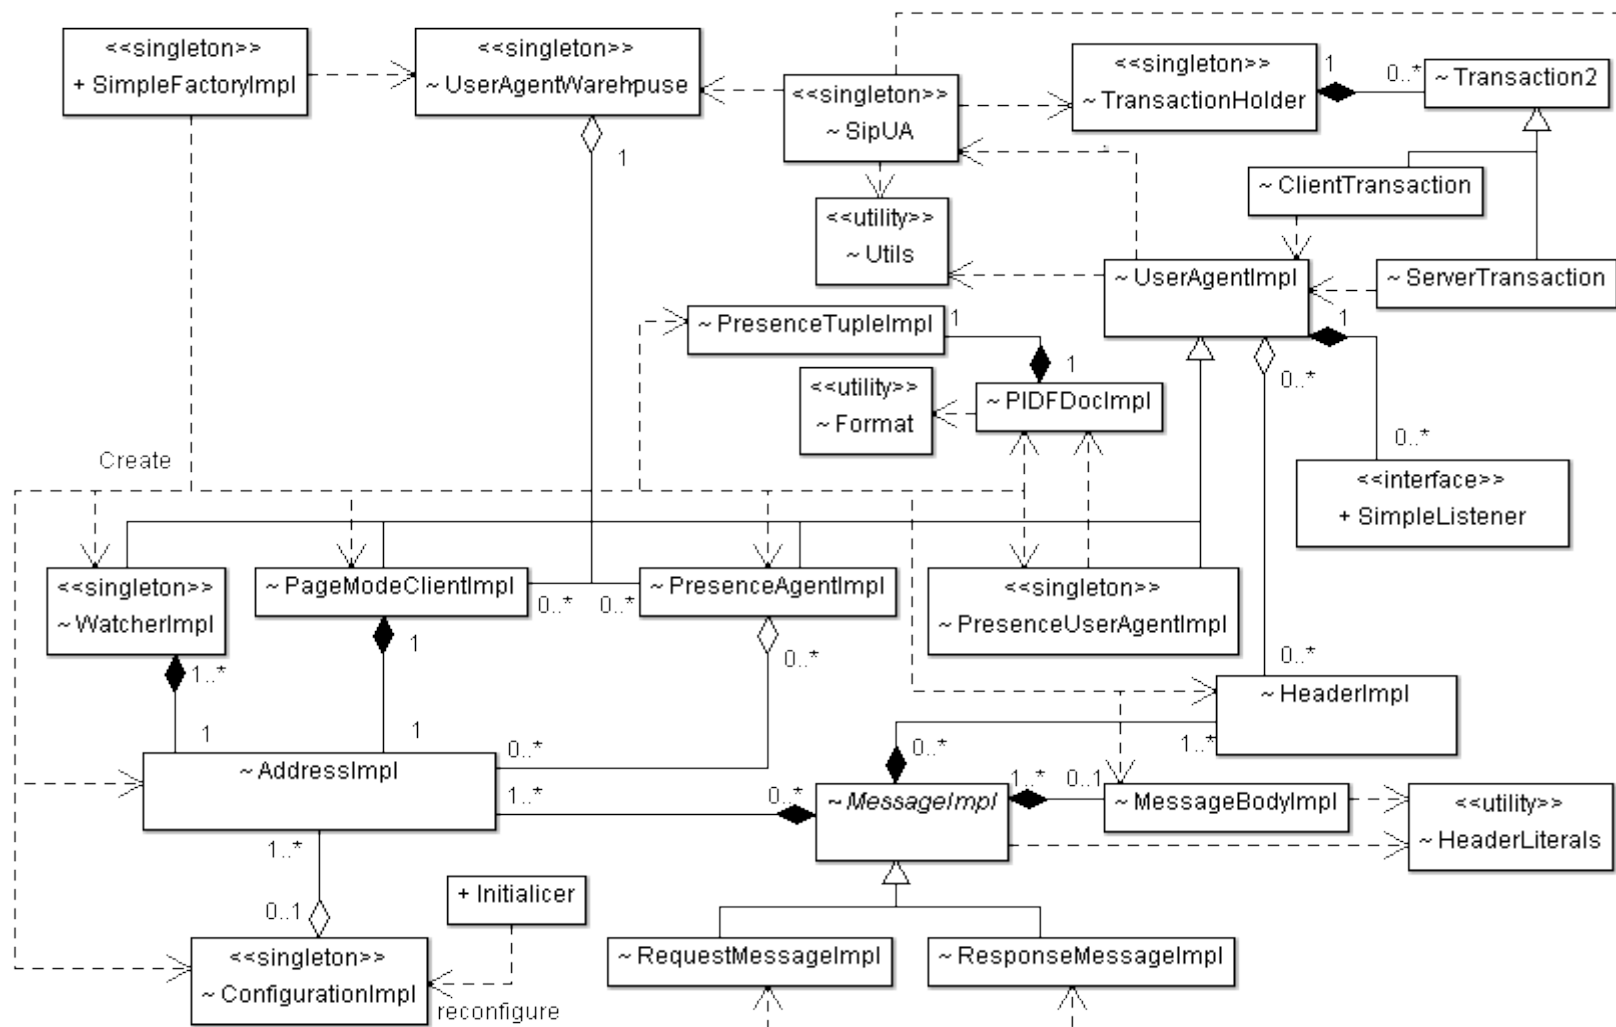 <<singleton>>
+ SimpleFactoryImpl
<<singleton>>
~ UserAgentWarehpuse
1
<<singleton>>
~ SipUA
<<singleton>>
~ TransactionHolder
1
0..*
~ Transaction2
~ ClientTransaction
<<utility>>
~ Utils
~ UserAgentImpl
~ ServerTransaction
1
~ PresenceTupleImpl
1
1
0..*
<<utility>>
~ Format
~ PIDFDocImpl
0..*
Create
<<interface>>
+ SimpleListener
<<singleton>>
~ WatcherImpl
~ PageModeClientImpl
0..*
0..*
~ PresenceAgentImpl
<<singleton>>
~ PresenceUserAgentImpl
1..*
1
0..*
0..*
~ HeaderImpl
1
1
0..*
0..*
1..*
~ AddressImpl
1..*
0..*
~ MessageImpl
1..*
0..1
~ MessageBodyImpl
<<utility>>
~ HeaderLiterals
1..*
0..1
+ Initialicer
<<singleton>>
~ ConfigurationImpl
reconfigure
~ RequestMessageImpl
~ ResponseMessageImpl